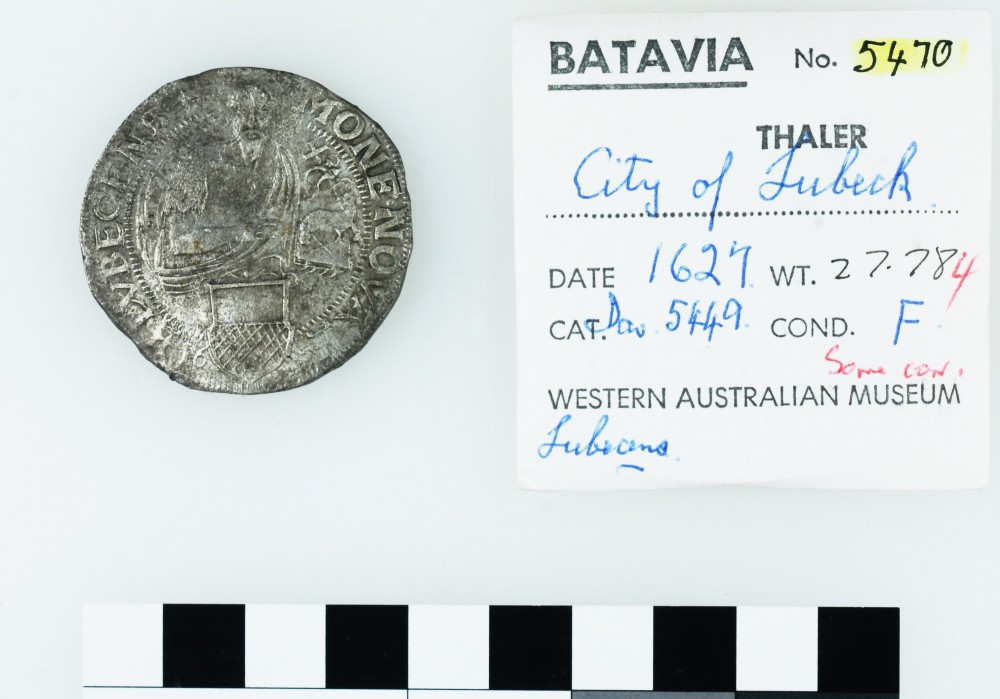 MONE NOV
LVBECENS
BATAVIA No. 5470
THALER
City of Lubeck
DATE 1627 WT. 27.784
CAT. Dav. 5449. COND. F
Some corr.
WESTERN AUSTRALIAN MUSEUM